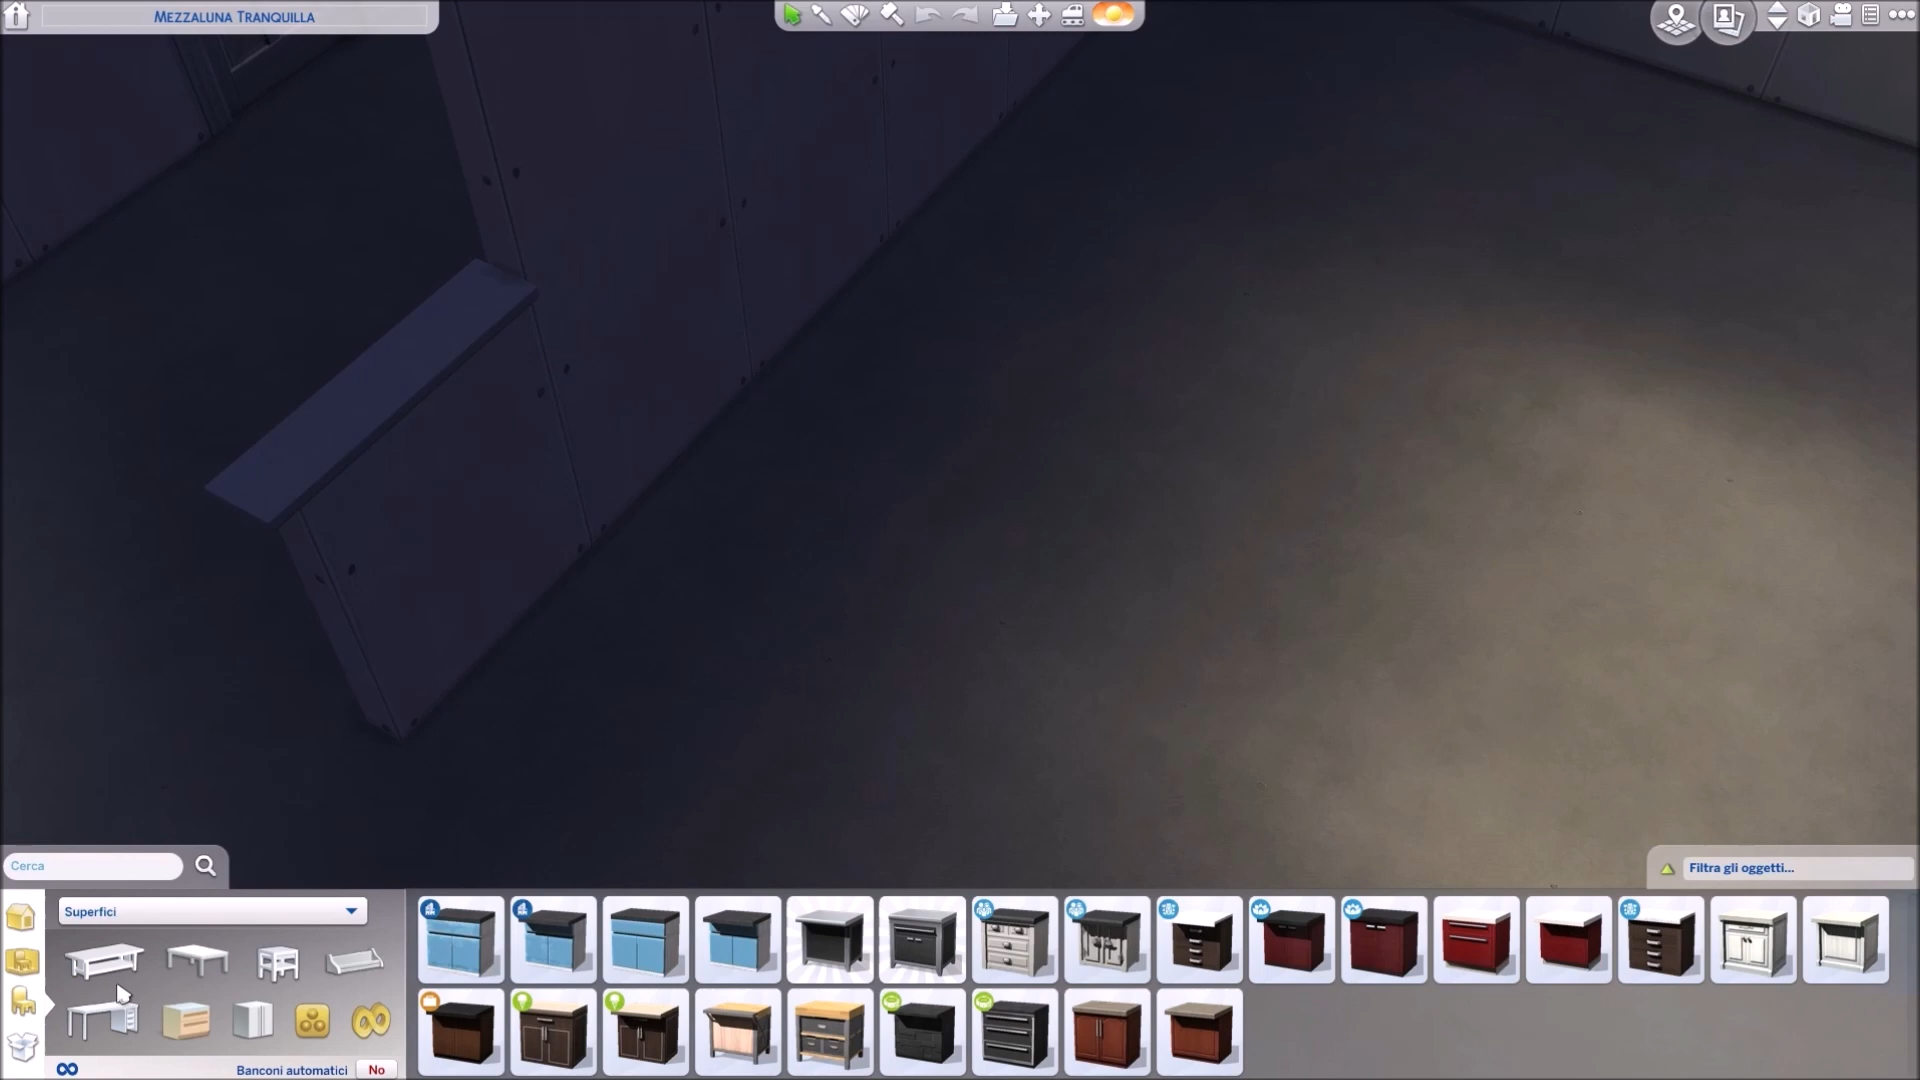 Mezzaluna Tranquilla
Cerca
Filtra gli oggetti...
Superfici
Banconi automatici No